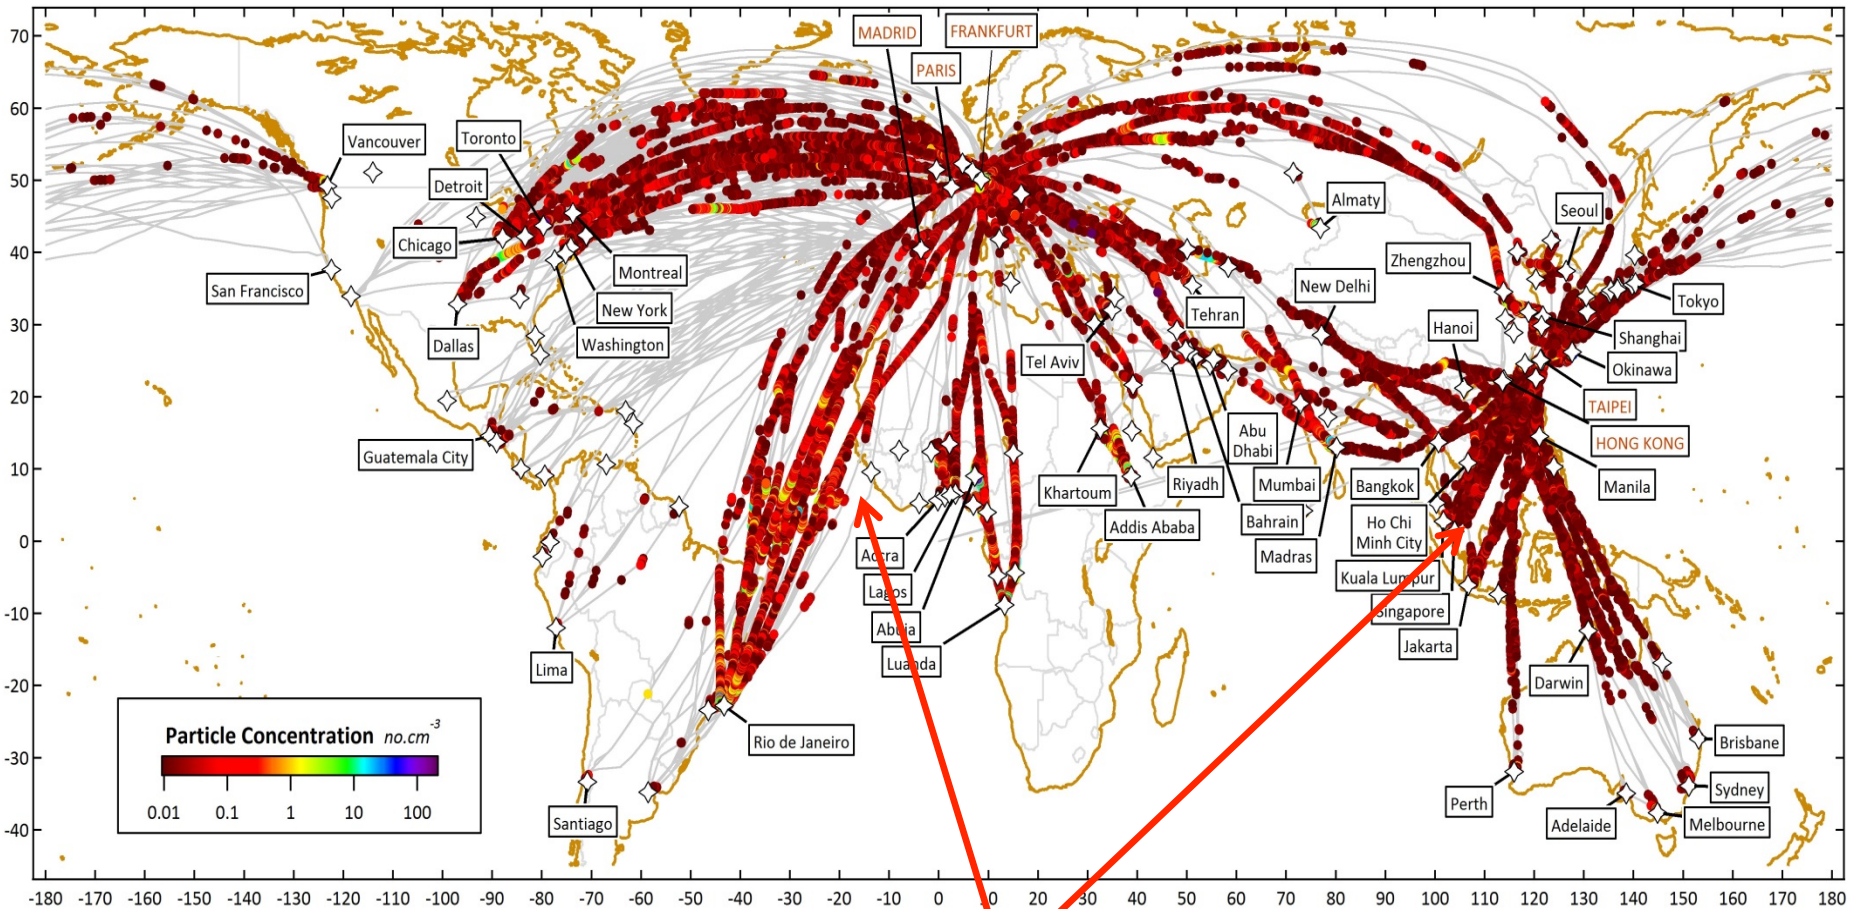 MADRID
FRANKFURT
PARIS
Vancouver
Toronto
Detroit
Chicago
San Francisco
Montreal
New York
Washington
Dallas
Guatemala City
Lima
Rio de Janeiro
Santiago
Almaty
Seoul
Zhengzhou
New Delhi
Tokyo
Hanoi
Tehran
Shanghai
Tel Aviv
Okinawa
TAIPEI
Abu
Dhabi
HONG KONG
Khartoum
Riyadh
Mumbai
Bangkok
Manila
Addis Ababa
Bahrain
Ho Chi
Minh City
Accra
Madras
Lagos
Kuala Lumpur
Singapore
Abuja
Jakarta
Luanda
Darwin
Brisbane
Perth
Sydney
Adelaide
Melbourne
Particle Concentration no.cm-3
0.01 0.1 1 10 100
70
60
50
40
30
20
10
0
-10
-20
-30
-40
-180 -170 -160 -150 -140 -130 -120 -110 -100 -90 -80 -70 -60 -50 -40 -30 -20 -10 0 10 20 30 40 50 60 70 80 90 100 110 120 130 140 150 160 170 180